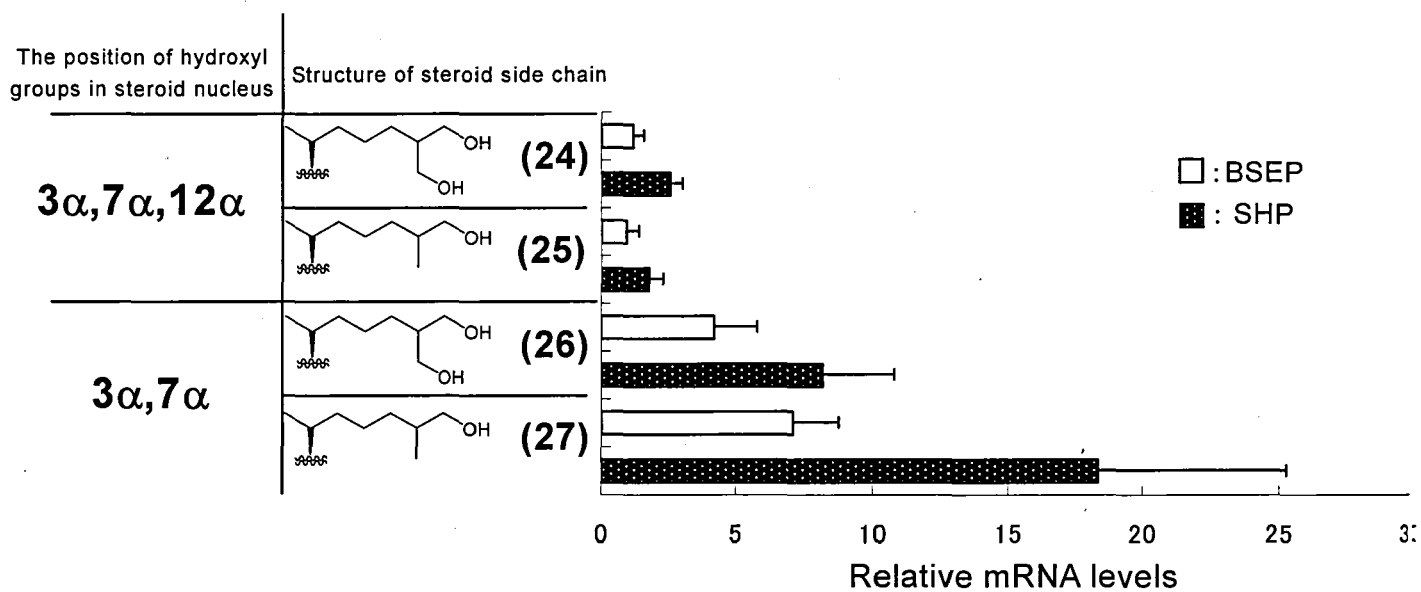 The position of hydroxyl
groups in steroid nucleus
Structure of steroid side chain
3α,7α,12α
OH
OH
(24)
OH
(25)
3α,7α
OH
OH
(26)
OH
(27)
: BSEP
: SHP
0 5 10 15 20 25
Relative mRNA levels